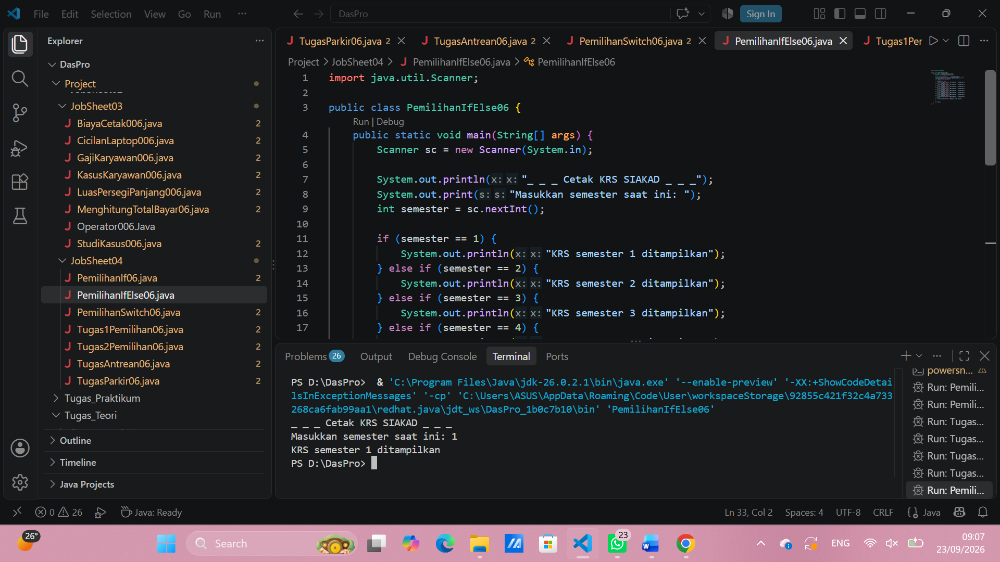 File Edit Selection View Go Run ... DasPro Sign In
Explorer
DasPro
Project
JobSheet03
BiayaCetak006.java 2
CicilanLaptop006.java 2
GajiKaryawan006.java 2
KasusKaryawan006.java 2
LuasPersegiPanjang006.java 2
MenghitungTotalBayar06.java 2
Operator006.Java
StudiKasus006.java 2
JobSheet04
PemilihanIf06.java 2
PemilihanIfElse06.java
PemilihanSwitch06.java 2
Tugas1Pemilihan06.java 2
Tugas2Pemilihan06.java 2
TugasAntrean06.java 2
TugasParkir06.java 2
Tugas_Praktikum
Tugas_Teori
Outline
Timeline
Java Projects
TugasParkir06.java 2 TugasAntrean06.java 2 PemilihanSwitch06.java 2 PemilihanIfElse06.java Tugas1Per
Project > JobSheet04 > PemilihanIfElse06.java > PemilihanIfElse06
1 import java.util.Scanner;
2
3 public class PemilihanIfElse06 {
Run | Debug
4 public static void main(String[] args) {
5 Scanner sc = new Scanner(System.in);
6
7 System.out.println(x: x: "_ _ _ Cetak KRS SIAKAD _ _ _");
8 System.out.print(s: s: "Masukkan semester saat ini: ");
9 int semester = sc.nextInt();
10
11 if (semester == 1) {
12 System.out.println(x: x: "KRS semester 1 ditampilkan");
13 } else if (semester == 2) {
14 System.out.println(x: x: "KRS semester 2 ditampilkan");
15 } else if (semester == 3) {
16 System.out.println(x: x: "KRS semester 3 ditampilkan");
17 } else if (semester == 4) {
Problems 26 Output Debug Console Terminal Ports
PS D:\DasPro>  & 'C:\Program Files\Java\jdk-26.0.2.1\bin\java.exe' '--enable-preview' '-XX:+ShowCodeDetai
lsInExceptionMessages' '-cp' 'C:\Users\ASUS\AppData\Roaming\Code\User\workspaceStorage\92855c421f32c4a733
268ca6fab99aa1\redhat.java\jdt_ws\DasPro_1b0c7b10\bin' 'PemilihanIfElse06'
_ _ _ Cetak KRS SIAKAD _ _ _
Masukkan semester saat ini: 1
KRS semester 1 ditampilkan
PS D:\DasPro>
powersh...
Run: Pemili...
Run: Pemili...
Run: Tugas...
Run: Tugas...
Run: Tugas...
Run: Tugas...
Run: Pemili...
0 26 Java: Ready Ln 33, Col 2 Spaces: 4 UTF-8 CRLF Java
26° Search 23 ENG 09:07
23/09/2026